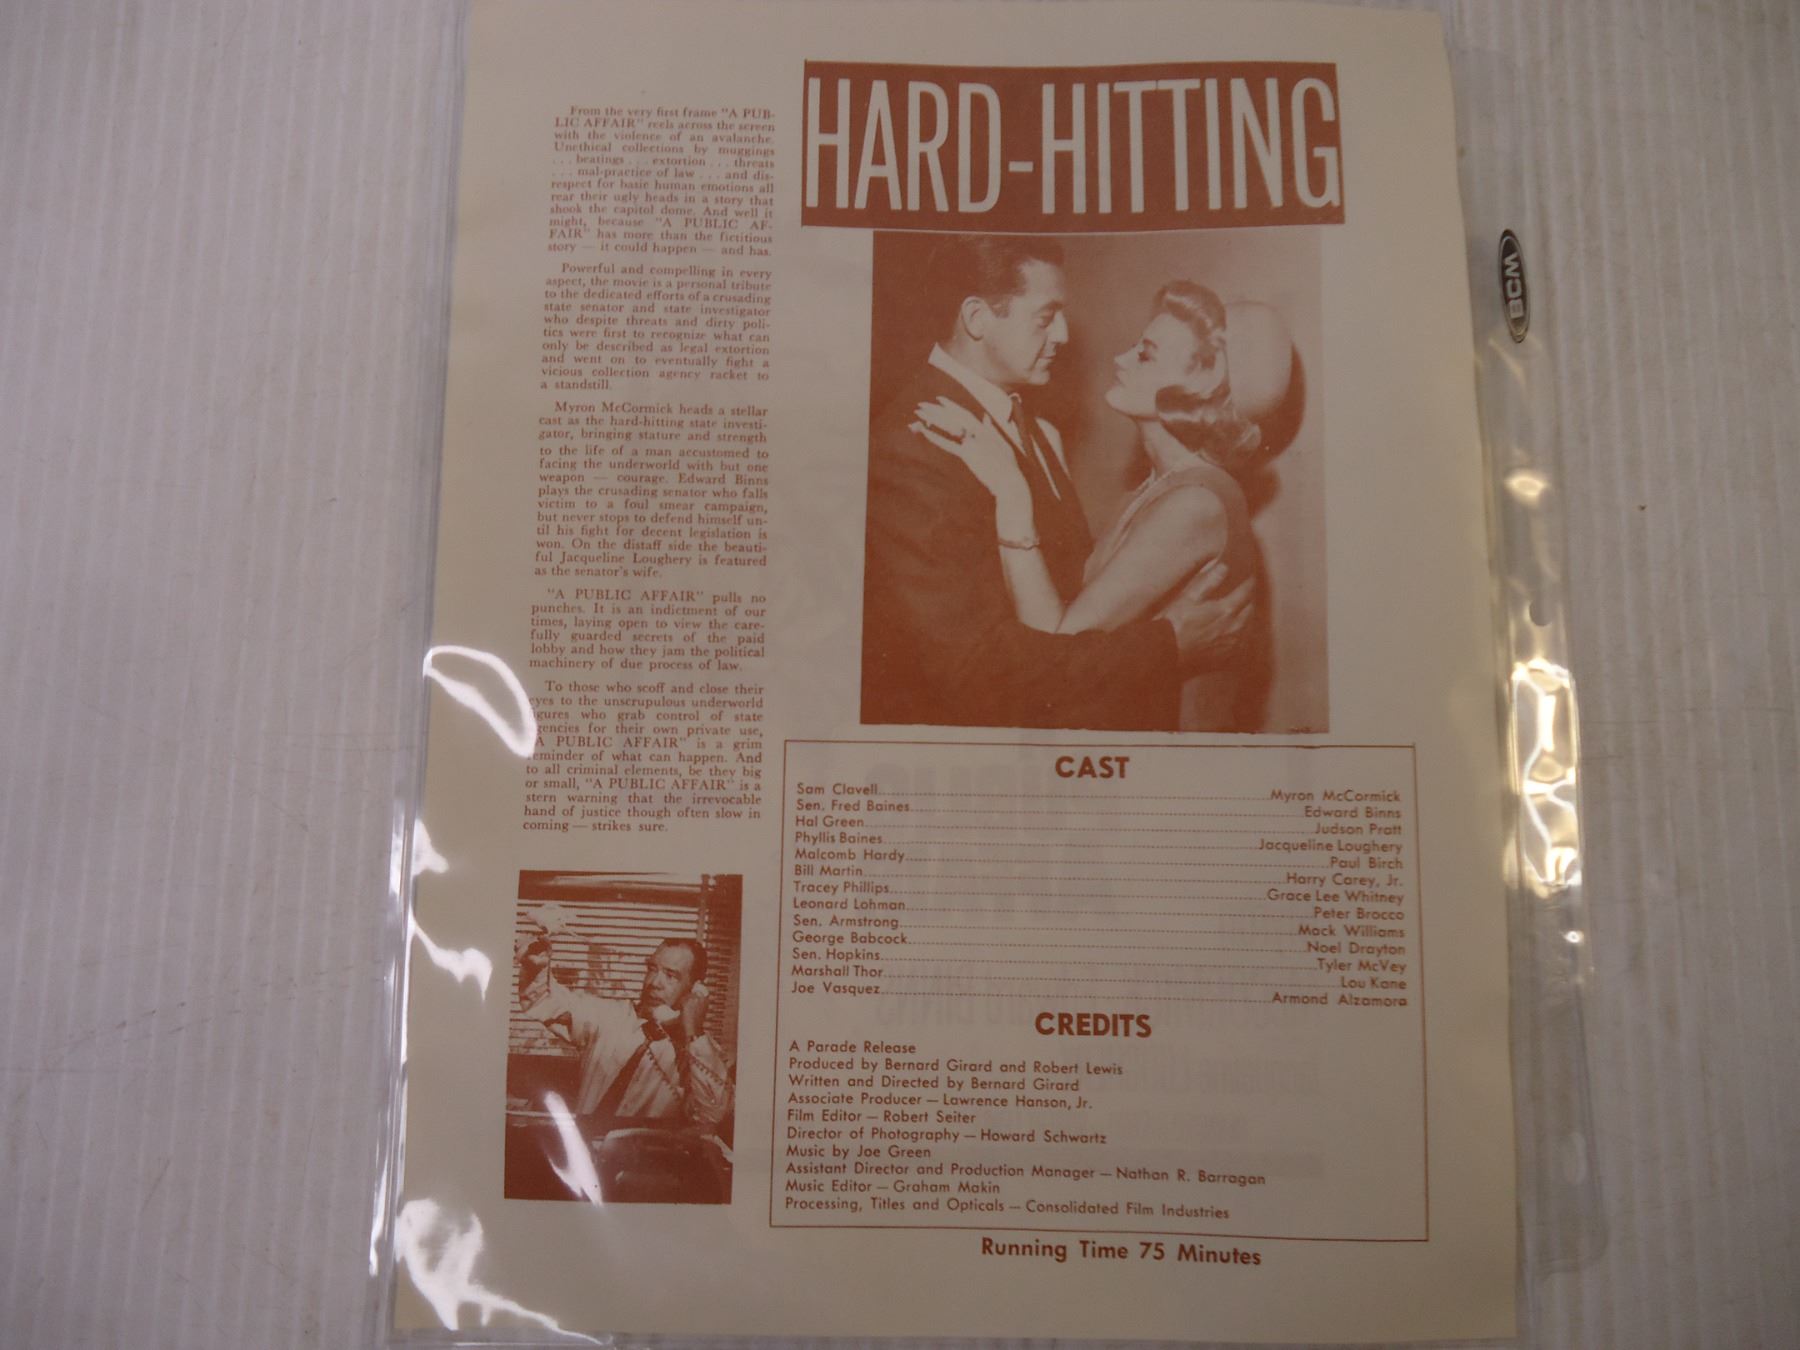 HARD-HITTING
From the very first frame "A PUB-
LIC AFFAIR" reels across the screen
with the violence of an avalanche.
Unethical collections by muggings
. . . beatings . . . extortion . . . threats
. . . mal-practice of law . . . and dis-
respect for basic human emotions all
rear their ugly heads in a story that
shook the capitol dome. And well it
might, because "A PUBLIC AF-
FAIR" has more than the fictitious
story — it could happen — and has.
Powerful and compelling in every
aspect, the movie is a personal tribute
to the dedicated efforts of a crusading
state senator and state investigator
who despite threats and dirty poli-
tics were first to recognize what can
only be described as legal extortion
and went on to eventually fight a
vicious collection agency racket to
a standstill.
Myron McCormick heads a stellar
cast as the hard-hitting state investi-
gator, bringing stature and strength
to the life of a man accustomed to
facing the underworld with but one
weapon — courage. Edward Binns
plays the crusading senator who falls
victim to a foul smear campaign,
but never stops to defend himself un-
til his fight for decent legislation is
won. On the distaff side the beauti-
ful Jacqueline Loughery is featured
as the senator's wife.
"A PUBLIC AFFAIR" pulls no
punches. It is an indictment of our
times, laying open to view the care-
fully guarded secrets of the paid
lobby and how they jam the political
machinery of due process of law.
To those who scoff and close their
eyes to the unscrupulous underworld
figures who grab control of state
agencies for their own private use,
"A PUBLIC AFFAIR" is a grim
reminder of what can happen. And
to all criminal elements, be they big
or small, "A PUBLIC AFFAIR" is a
stern warning that the irrevocable
hand of justice though often slow in
coming — strikes sure.
CAST
Sam Clavell Myron McCormick
Sen. Fred Baines Edward Binns
Hal Green Judson Pratt
Phyllis Baines Jacqueline Loughery
Malcomb Hardy Paul Birch
Bill Martin Harry Carey, Jr.
Tracey Phillips Grace Lee Whitney
Leonard Lohman Peter Brocco
Sen. Armstrong Mack Williams
George Babcock Noel Drayton
Sen. Hopkins Tyler McVey
Marshall Thor Lou Kane
Joe Vasquez Armond Alzamora
CREDITS
A Parade Release
Produced by Bernard Girard and Robert Lewis
Written and Directed by Bernard Girard
Associate Producer — Lawrence Hanson, Jr.
Film Editor — Robert Seiter
Director of Photography — Howard Schwartz
Music by Joe Green
Assistant Director and Production Manager — Nathan R. Barragan
Music Editor — Graham Makin
Processing, Titles and Opticals — Consolidated Film Industries
Running Time 75 Minutes
BCW